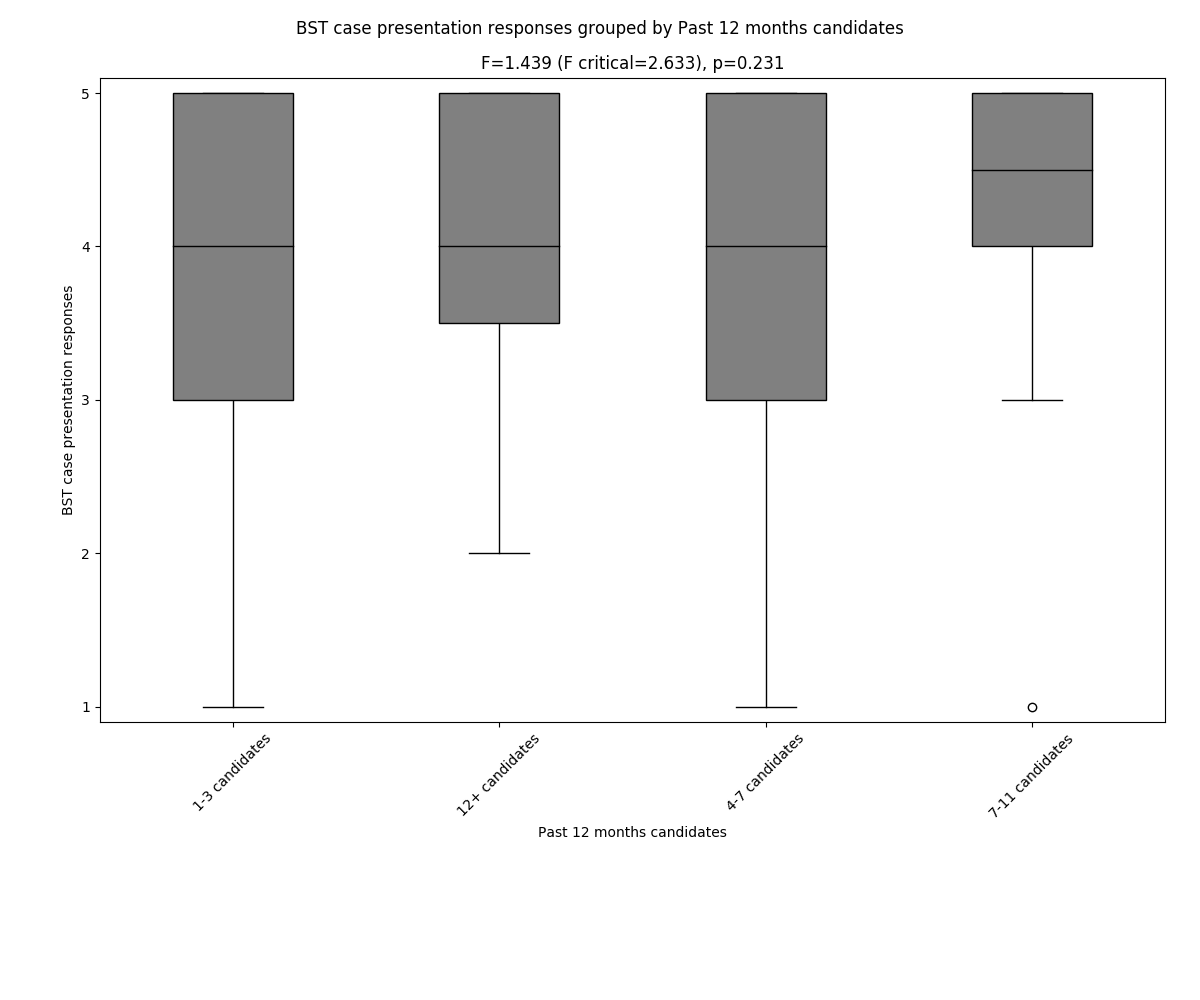 BST case presentation responses grouped by Past 12 months candidates
F=1.439 (F critical=2.633), p=0.231
BST case presentation responses
5
4
3
2
1
1-3 candidates
12+ candidates
4-7 candidates
7-11 candidates
Past 12 months candidates